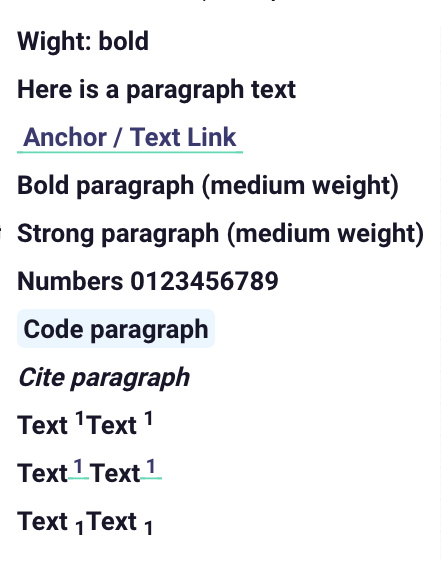 Wight: bold
Here is a paragraph text
Anchor / Text Link
Bold paragraph (medium weight)
Strong paragraph (medium weight)
Numbers 0123456789
Code paragraph
Cite paragraph
Text ¹Text ¹
Text ¹ Text ¹
Text ₁Text ₁